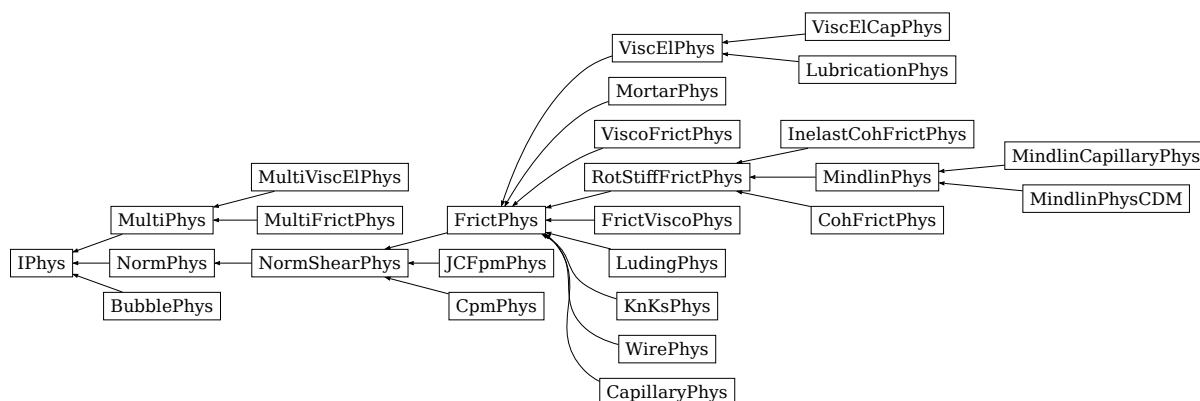 ViscElCapPhys
ViscElPhys
LubricationPhys
MortarPhys
ViscoFrictPhys
InelastCohFrictPhys
MindlinCapillaryPhys
MultiViscElPhys
RotStiffFrictPhys
MindlinPhys
MindlinPhysCDM
MultiPhys
MultiFrictPhys
FrictPhys
FrictViscoPhys
CohFrictPhys
IPhys
NormPhys
NormShearPhys
JCFpmPhys
LudingPhys
BubblePhys
CpmPhys
KnKsPhys
WirePhys
CapillaryPhys